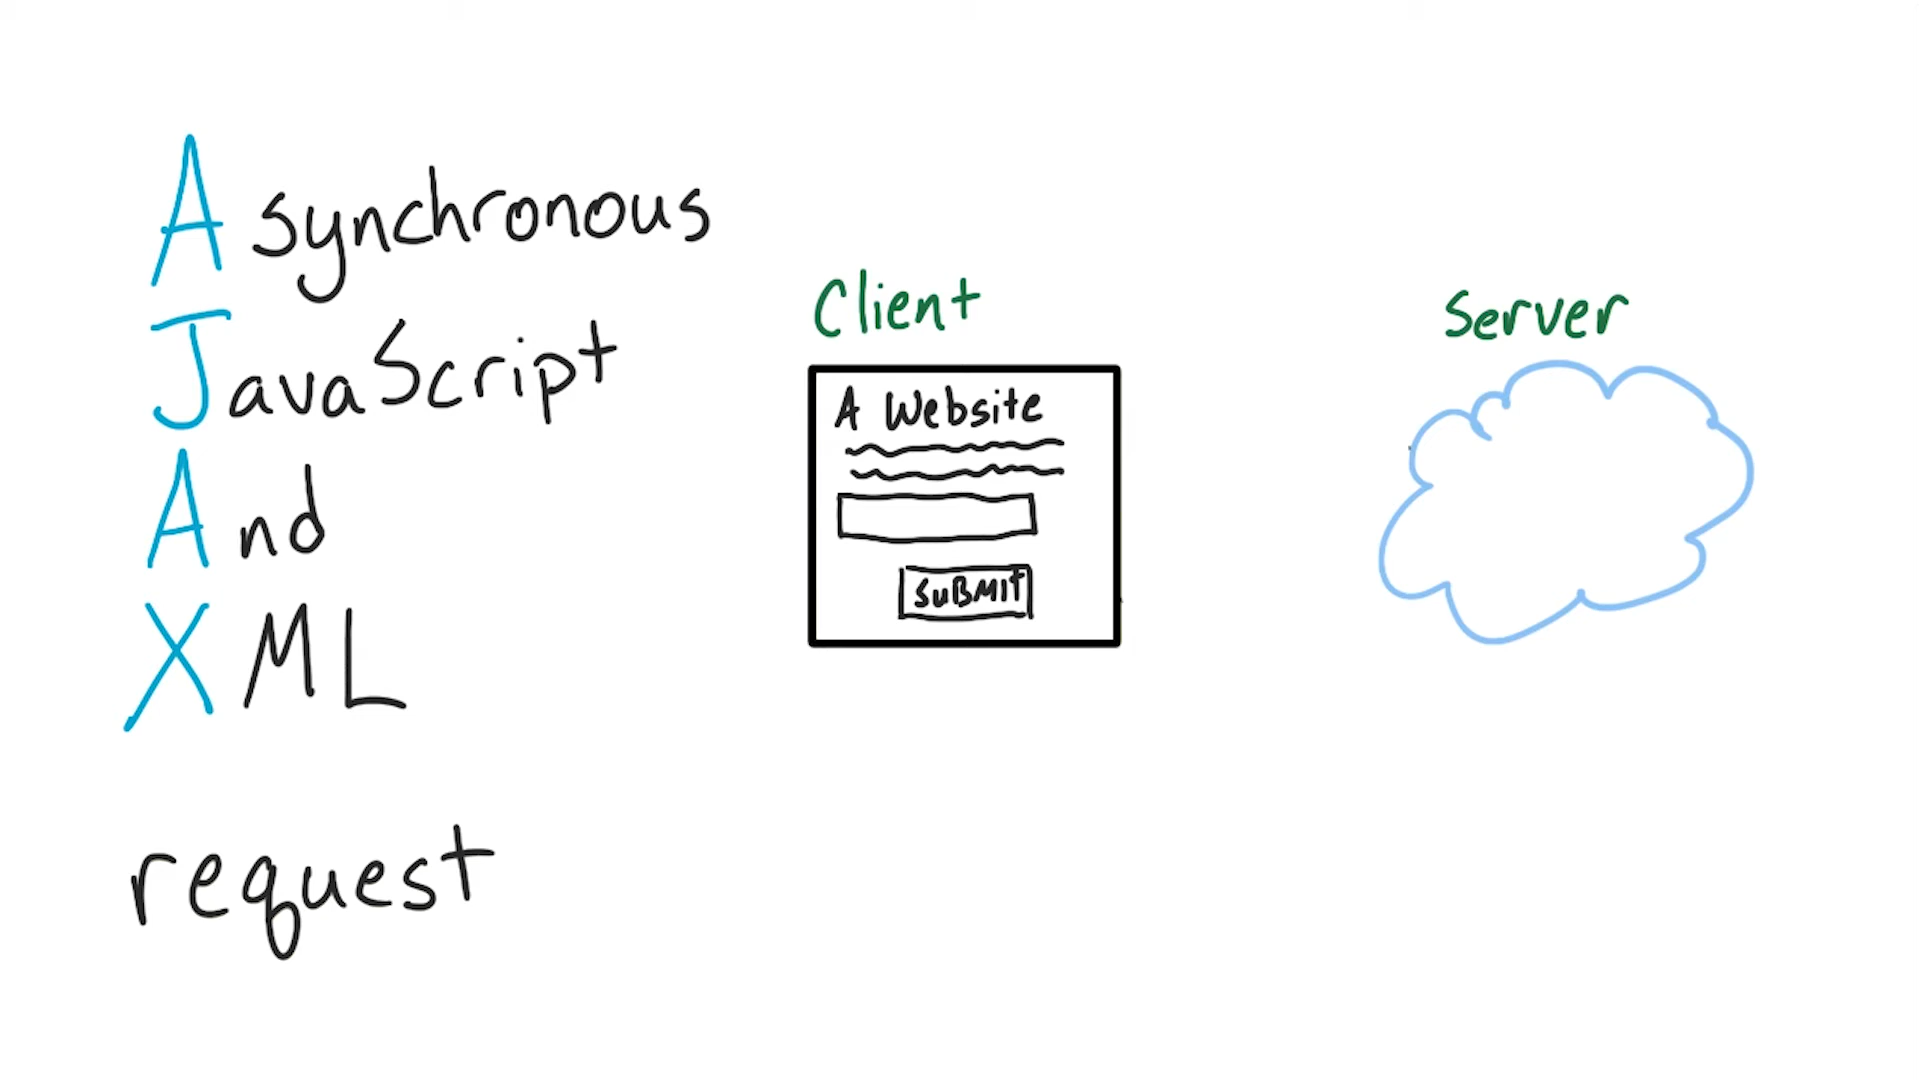 Asynchronous
JavaScript
And
XML
request
Client
A Website
SUBMIT
Server